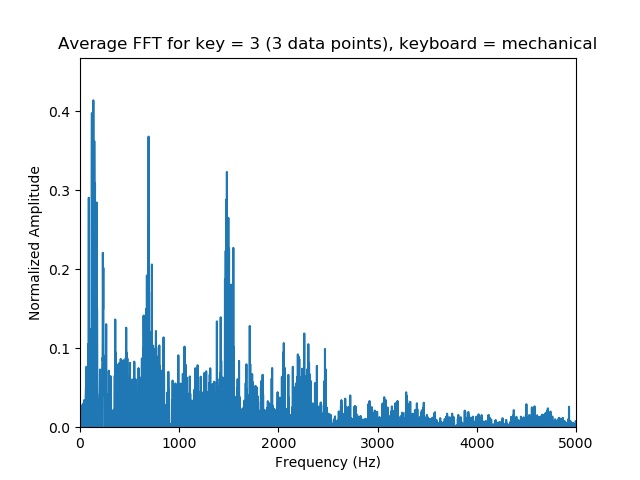 Average FFT for key = 3 (3 data points), keyboard = mechanical
0.4
0.3
0.2
0.1
0.0
Normalized Amplitude
0 1000 2000 3000 4000 5000
Frequency (Hz)